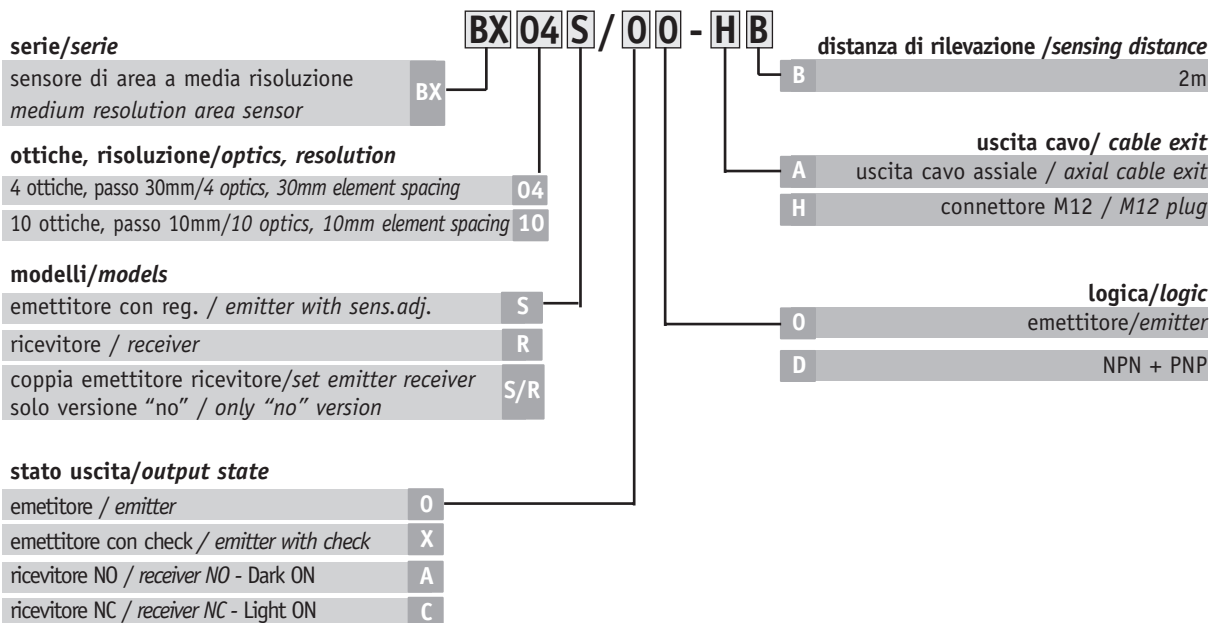 BX04S/00-HB
serie/serie
sensore di area a media risoluzione
medium resolution area sensor
BX
ottiche, risoluzione/optics, resolution
4 ottiche, passo 30mm/4 optics, 30mm element spacing 04
10 ottiche, passo 10mm/10 optics, 10mm element spacing 10
modelli/models
emettitore con reg. / emitter with sens.adj. S
ricevitore / receiver R
coppia emettitore ricevitore/set emitter receiver
solo versione “no” / only “no” version
S/R
stato uscita/output state
emetitore / emitter 0
emettitore con check / emitter with check X
ricevitore NO / receiver NO - Dark ON A
ricevitore NC / receiver NC - Light ON C
distanza di rilevazione /sensing distance
B 2m
uscita cavo/ cable exit
A uscita cavo assiale / axial cable exit
H connettore M12 / M12 plug
logica/logic
0 emettitore/emitter
D NPN + PNP